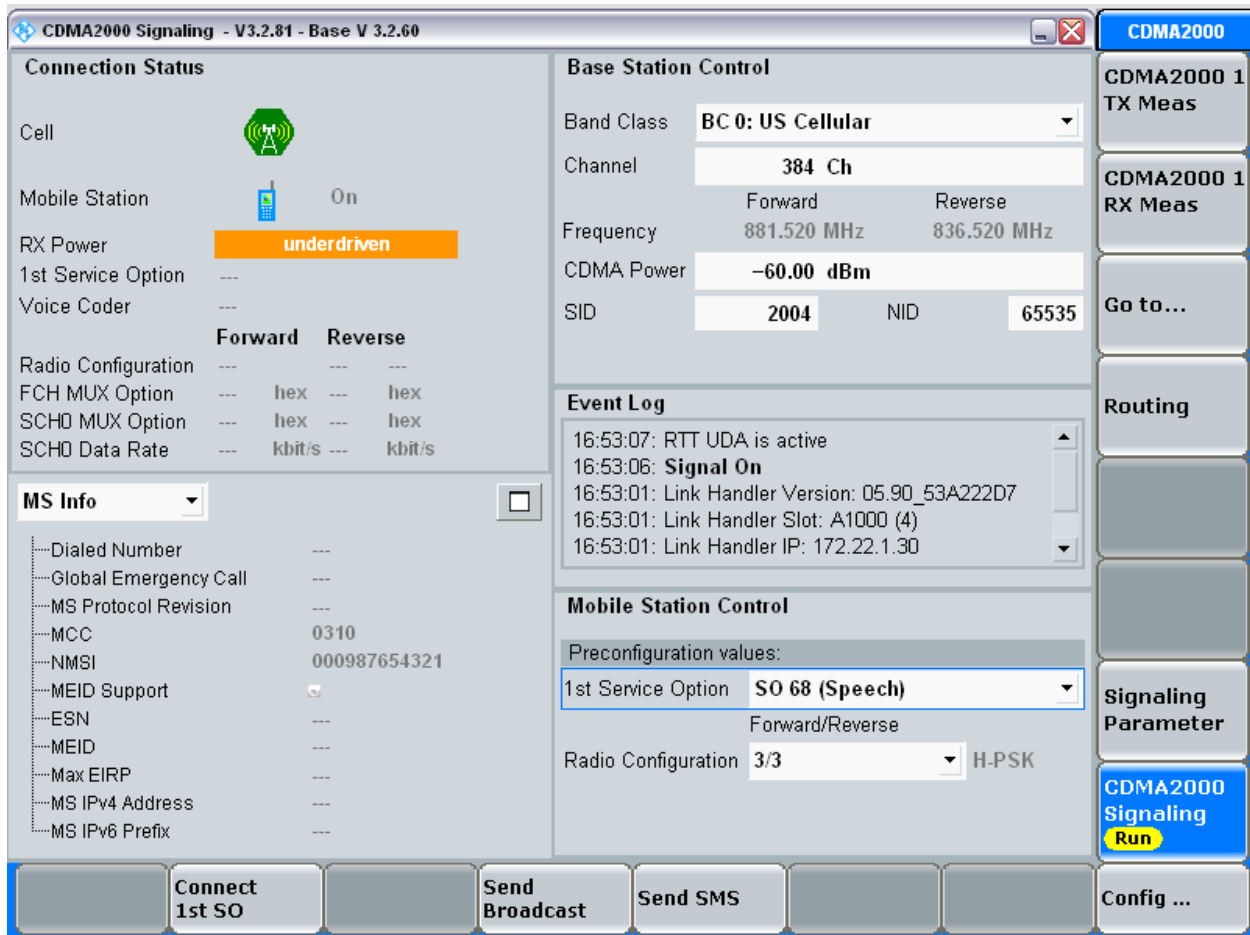 CDMA2000 Signaling - V3.2.81 - Base V 3.2.60
Connection Status
Cell
Mobile Station On
RX Power underdriven
1st Service Option ---
Voice Coder ---
Forward Reverse
Radio Configuration --- --- ---
FCH MUX Option --- hex --- hex
SCH0 MUX Option --- hex --- hex
SCH0 Data Rate --- kbit/s --- kbit/s
MS Info
Dialed Number ---
Global Emergency Call ---
MS Protocol Revision ---
MCC 0310
NMSI 000987654321
MEID Support
ESN ---
MEID ---
Max EIRP ---
MS IPv4 Address ---
MS IPv6 Prefix ---
Base Station Control
Band Class BC 0: US Cellular
Channel 384 Ch
Forward Reverse
Frequency 881.520 MHz 836.520 MHz
CDMA Power -60.00 dBm
SID 2004 NID 65535
Event Log
16:53:07: RTT UDA is active
16:53:06: Signal On
16:53:01: Link Handler Version: 05.90_53A222D7
16:53:01: Link Handler Slot: A1000 (4)
16:53:01: Link Handler IP: 172.22.1.30
Mobile Station Control
Preconfiguration values:
1st Service Option SO 68 (Speech)
Forward/Reverse
Radio Configuration 3/3 H-PSK
CDMA2000
CDMA2000 1
TX Meas
CDMA2000 1
RX Meas
Go to...
Routing
Signaling
Parameter
CDMA2000
Signaling
Run
Connect
1st SO
Send
Broadcast
Send SMS
Config ...